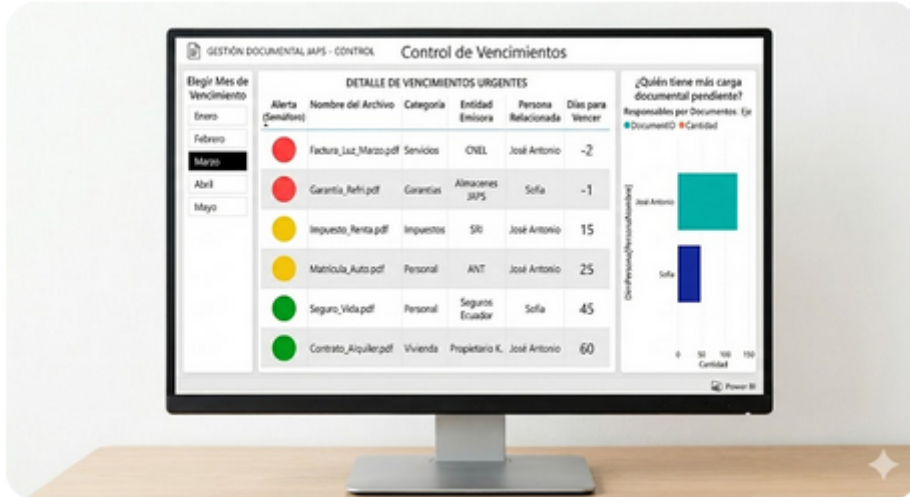 GESTIÓN DOCUMENTAL JAPS - CONTROL Control de Vencimientos
Elegir Mes de
Vencimiento
Enero
Febrero
Marzo
Abril
Mayo
DETALLE DE VENCIMIENTOS URGENTES
Alerta (Semáforo) Nombre del Archivo Categoría Entidad Emisora Persona Relacionada Días para Vencer
Factura_Luz_Marzo.pdf Servicios CNEL José Antonio -2
Garantía_Refri.pdf Garantías Almacenes JAPS Sofía -1
Impuesto_Renta.pdf Impuestos SRI José Antonio 15
Matrícula_Auto.pdf Personal ANT José Antonio 25
Seguro_Vida.pdf Personal Seguros Ecuador Sofía 45
Contrato_Alquiler.pdf Vivienda Propietario K. José Antonio 60
¿Quién tiene más carga
documental pendiente?
Responsables por Documentos: Eje
DocumentID Cantidad
José Antonio
Sofía
0 50 100 150
Cantidad
Power BI